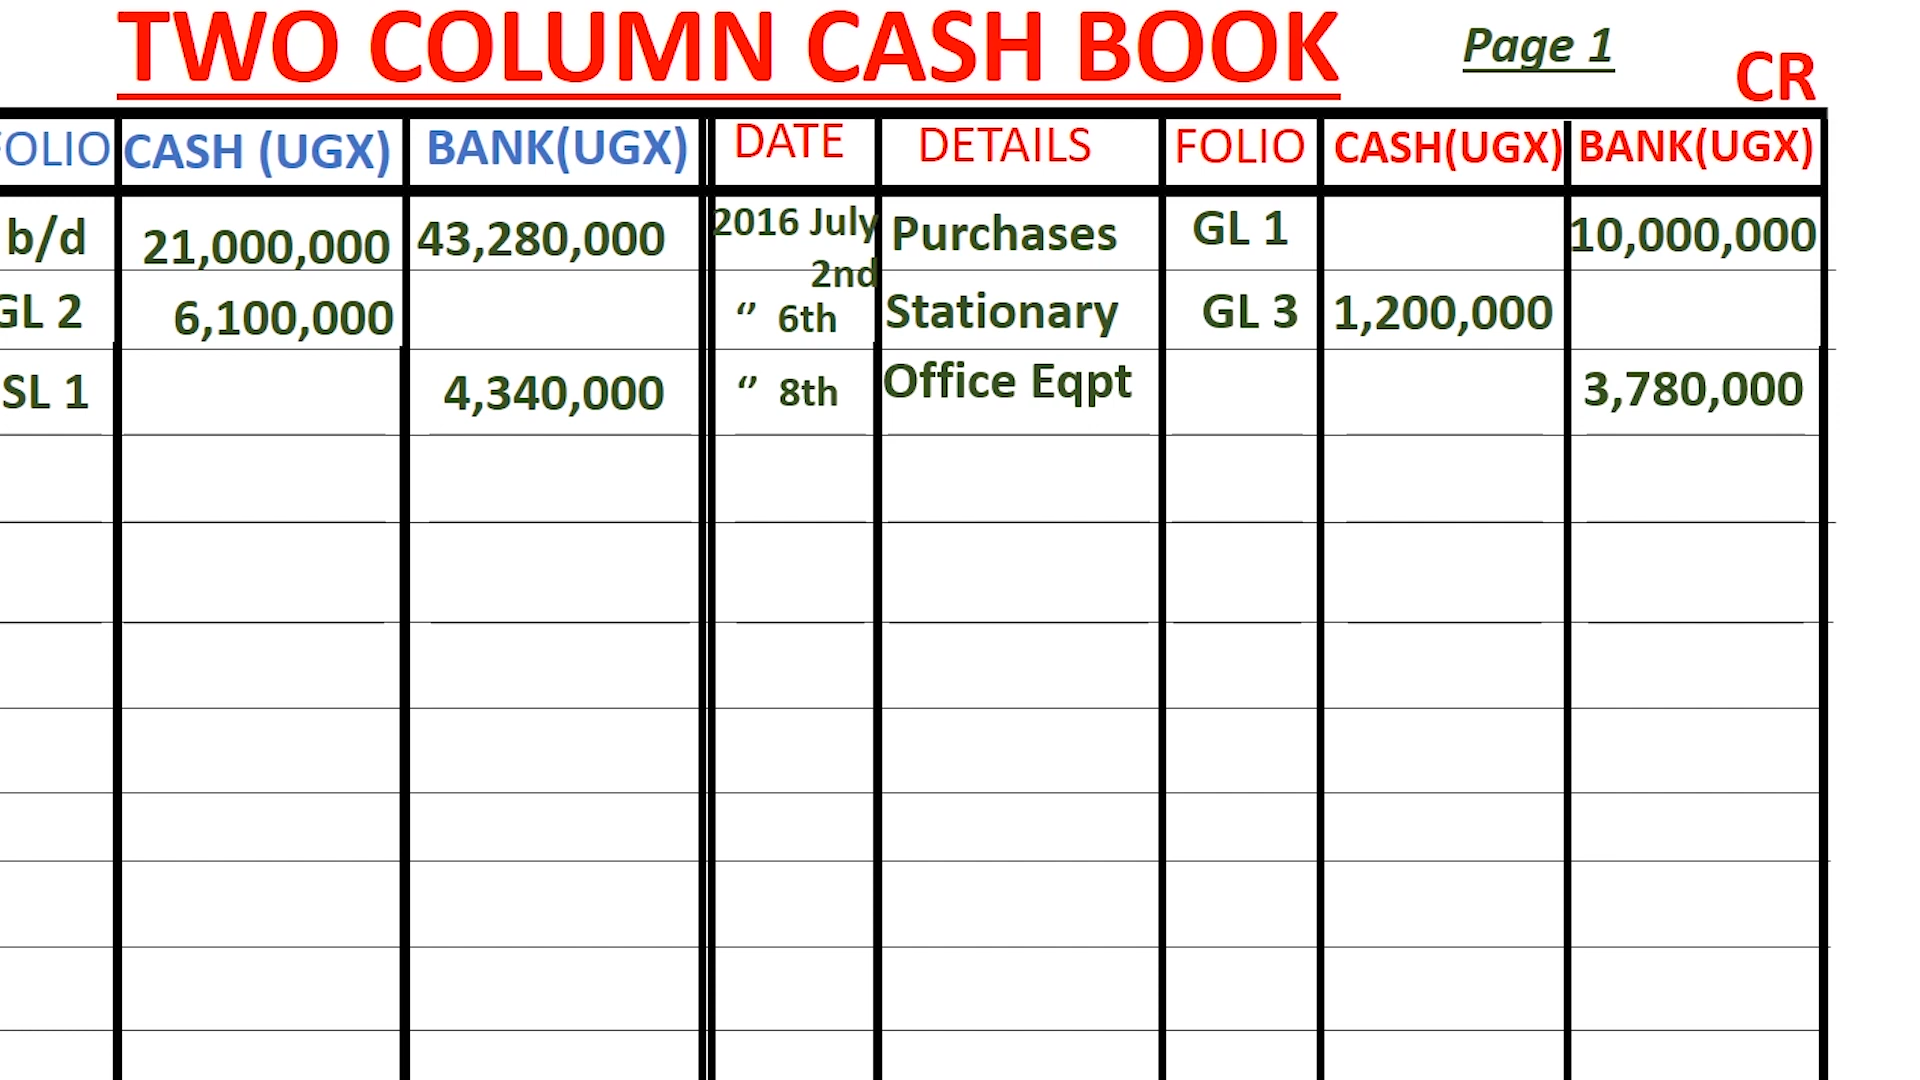 TWO COLUMN CASH BOOK Page 1
CR
FOLIO CASH (UGX) BANK(UGX) DATE DETAILS FOLIO CASH(UGX) BANK(UGX)
b/d 21,000,000 43,280,000 2016 July Purchases GL 1 10,000,000
2nd
GL 2 6,100,000 ‘’ 6th Stationary GL 3 1,200,000
SL 1 4,340,000 ‘’ 8th Office Eqpt 3,780,000